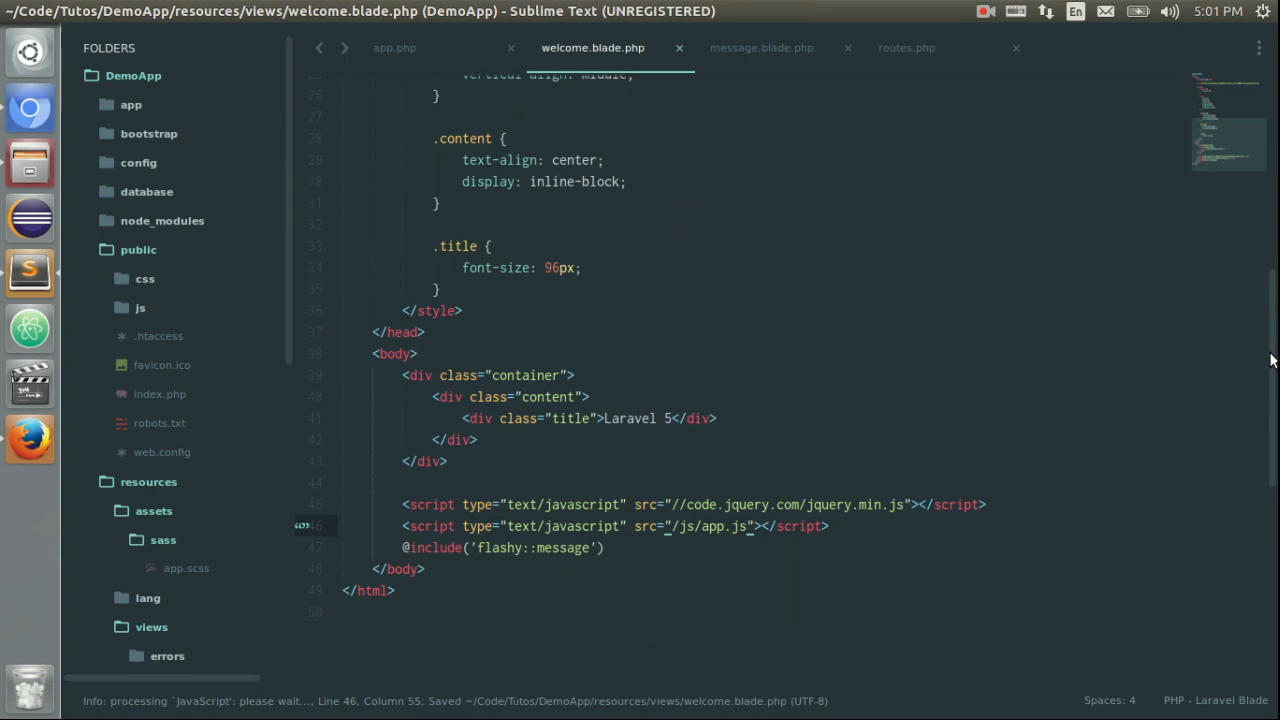 ~/Code/Tutos/DemoApp/resources/views/welcome.blade.php (DemoApp) - Sublime Text (UNREGISTERED)
En
5:01 PM
FOLDERS
DemoApp
app
bootstrap
config
database
node_modules
public
css
js
.htaccess
favicon.ico
index.php
robots.txt
web.config
resources
assets
sass
app.scss
lang
views
errors
app.php
welcome.blade.php
message.blade.php
routes.php
vertical-align: middle;
26 }
27
28 .content {
29 text-align: center;
30 display: inline-block;
31 }
32
33 .title {
34 font-size: 96px;
35 }
36 </style>
37 </head>
38 <body>
39 <div class="container">
40 <div class="content">
41 <div class="title">Laravel 5</div>
42 </div>
43 </div>
44
45 <script type="text/javascript" src="//code.jquery.com/jquery.min.js"></script>
46 <script type="text/javascript" src="/js/app.js"></script>
47 @include('flashy::message')
48 </body>
49 </html>
50
Info: processing `JavaScript': please wait..., Line 46, Column 55; Saved ~/Code/Tutos/DemoApp/resources/views/welcome.blade.php (UTF-8)
Spaces: 4
PHP - Laravel Blade